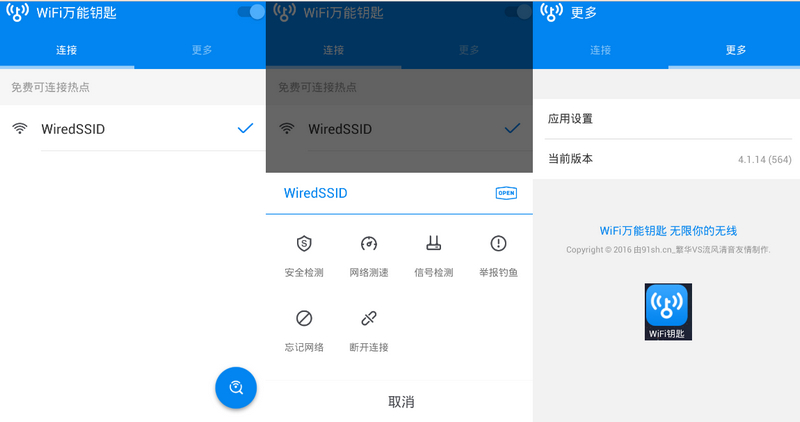 WiFi万能钥匙
连接
更多
免费可连接热点
WiredSSID
WiFi万能钥匙
连接
更多
免费可连接热点
WiredSSID
WiredSSID
OPEN
安全检测
网络测速
信号检测
举报钓鱼
忘记网络
断开连接
取消
更多
连接
更多
应用设置
当前版本
4.1.14 (564)
WiFi万能钥匙 无限你的无线
Copyright © 2016 由91sh.cn_繁华VS流风清音友情制作.
WiFi钥匙